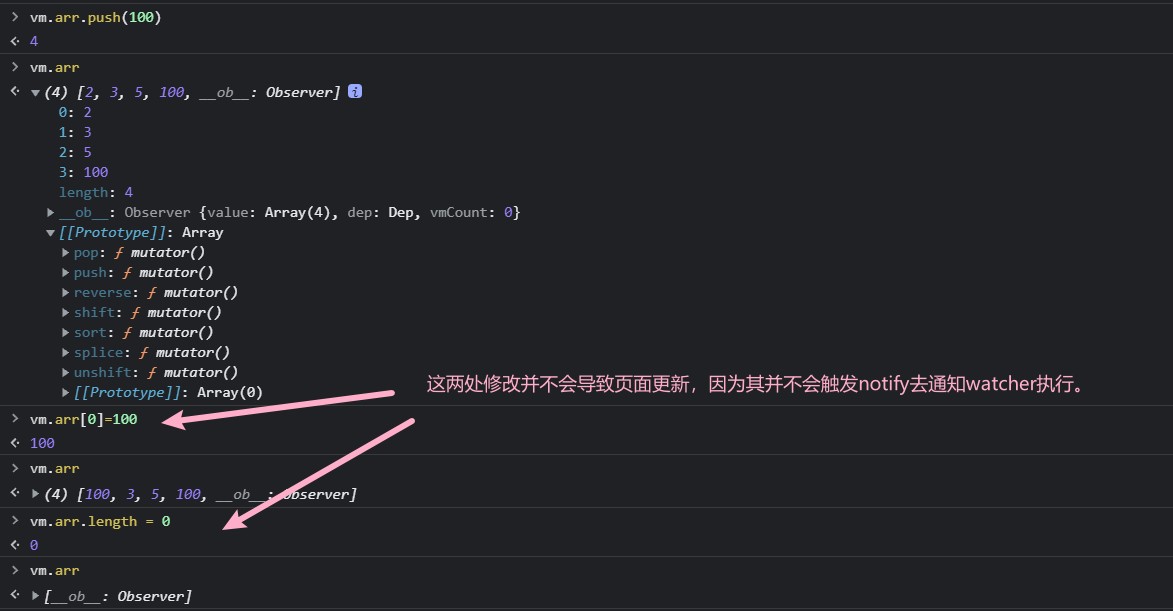 > vm.arr.push(100)
4
> vm.arr
(4) [2, 3, 5, 100, __ob__: Observer] i
0: 2
1: 3
2: 5
3: 100
length: 4
__ob__: Observer {value: Array(4), dep: Dep, vmCount: 0}
[[Prototype]]: Array
pop: ƒ mutator()
push: ƒ mutator()
reverse: ƒ mutator()
shift: ƒ mutator()
sort: ƒ mutator()
splice: ƒ mutator()
unshift: ƒ mutator()
[[Prototype]]: Array(0)
这两处修改并不会导致页面更新，因为其并不会触发notify去通知watcher执行。
> vm.arr[0]=100
100
> vm.arr
(4) [100, 3, 5, 100, __ob__: Observer]
> vm.arr.length = 0
0
> vm.arr
[__ob__: Observer]